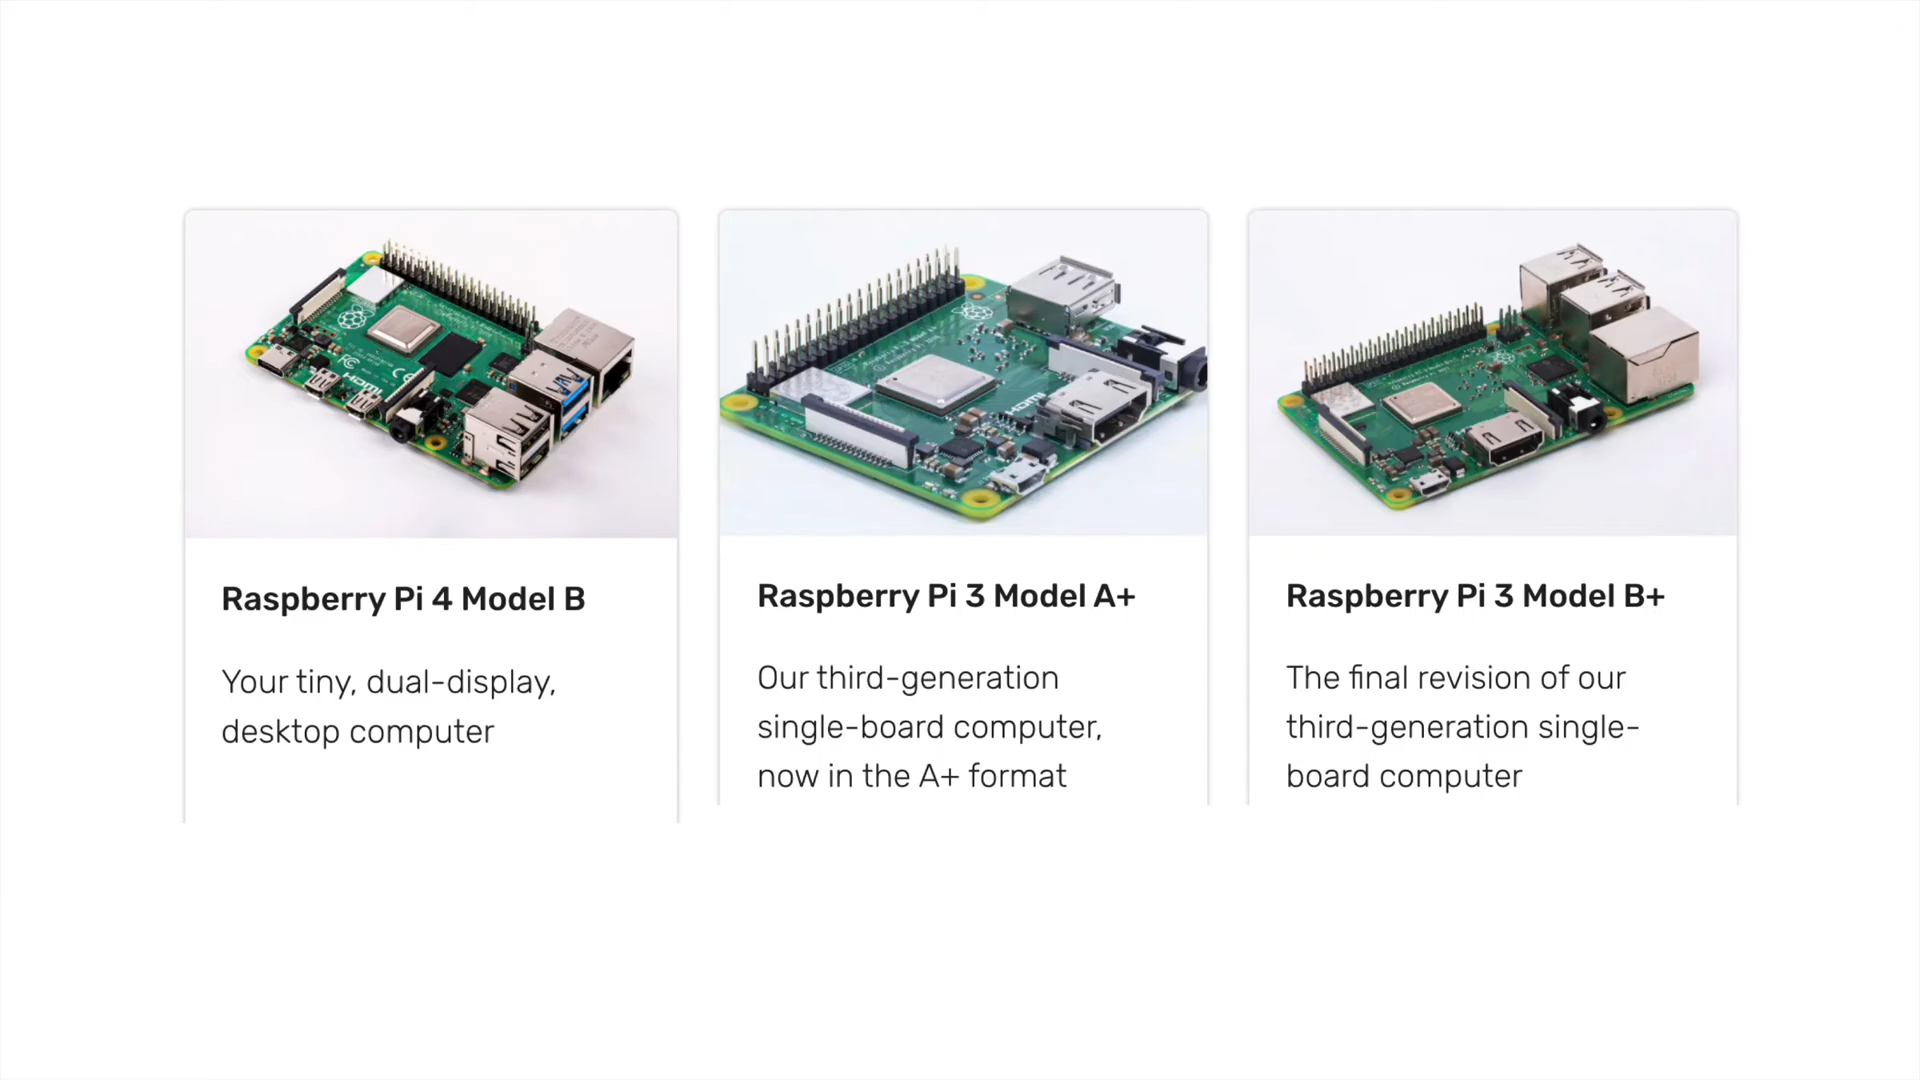 HDMI
HDMI
Raspberry Pi 4 Model B
Your tiny, dual-display,
desktop computer
Raspberry Pi 3 Model A+
Our third-generation
single-board computer,
now in the A+ format
Raspberry Pi 3 Model B+
The final revision of our
third-generation single-
board computer